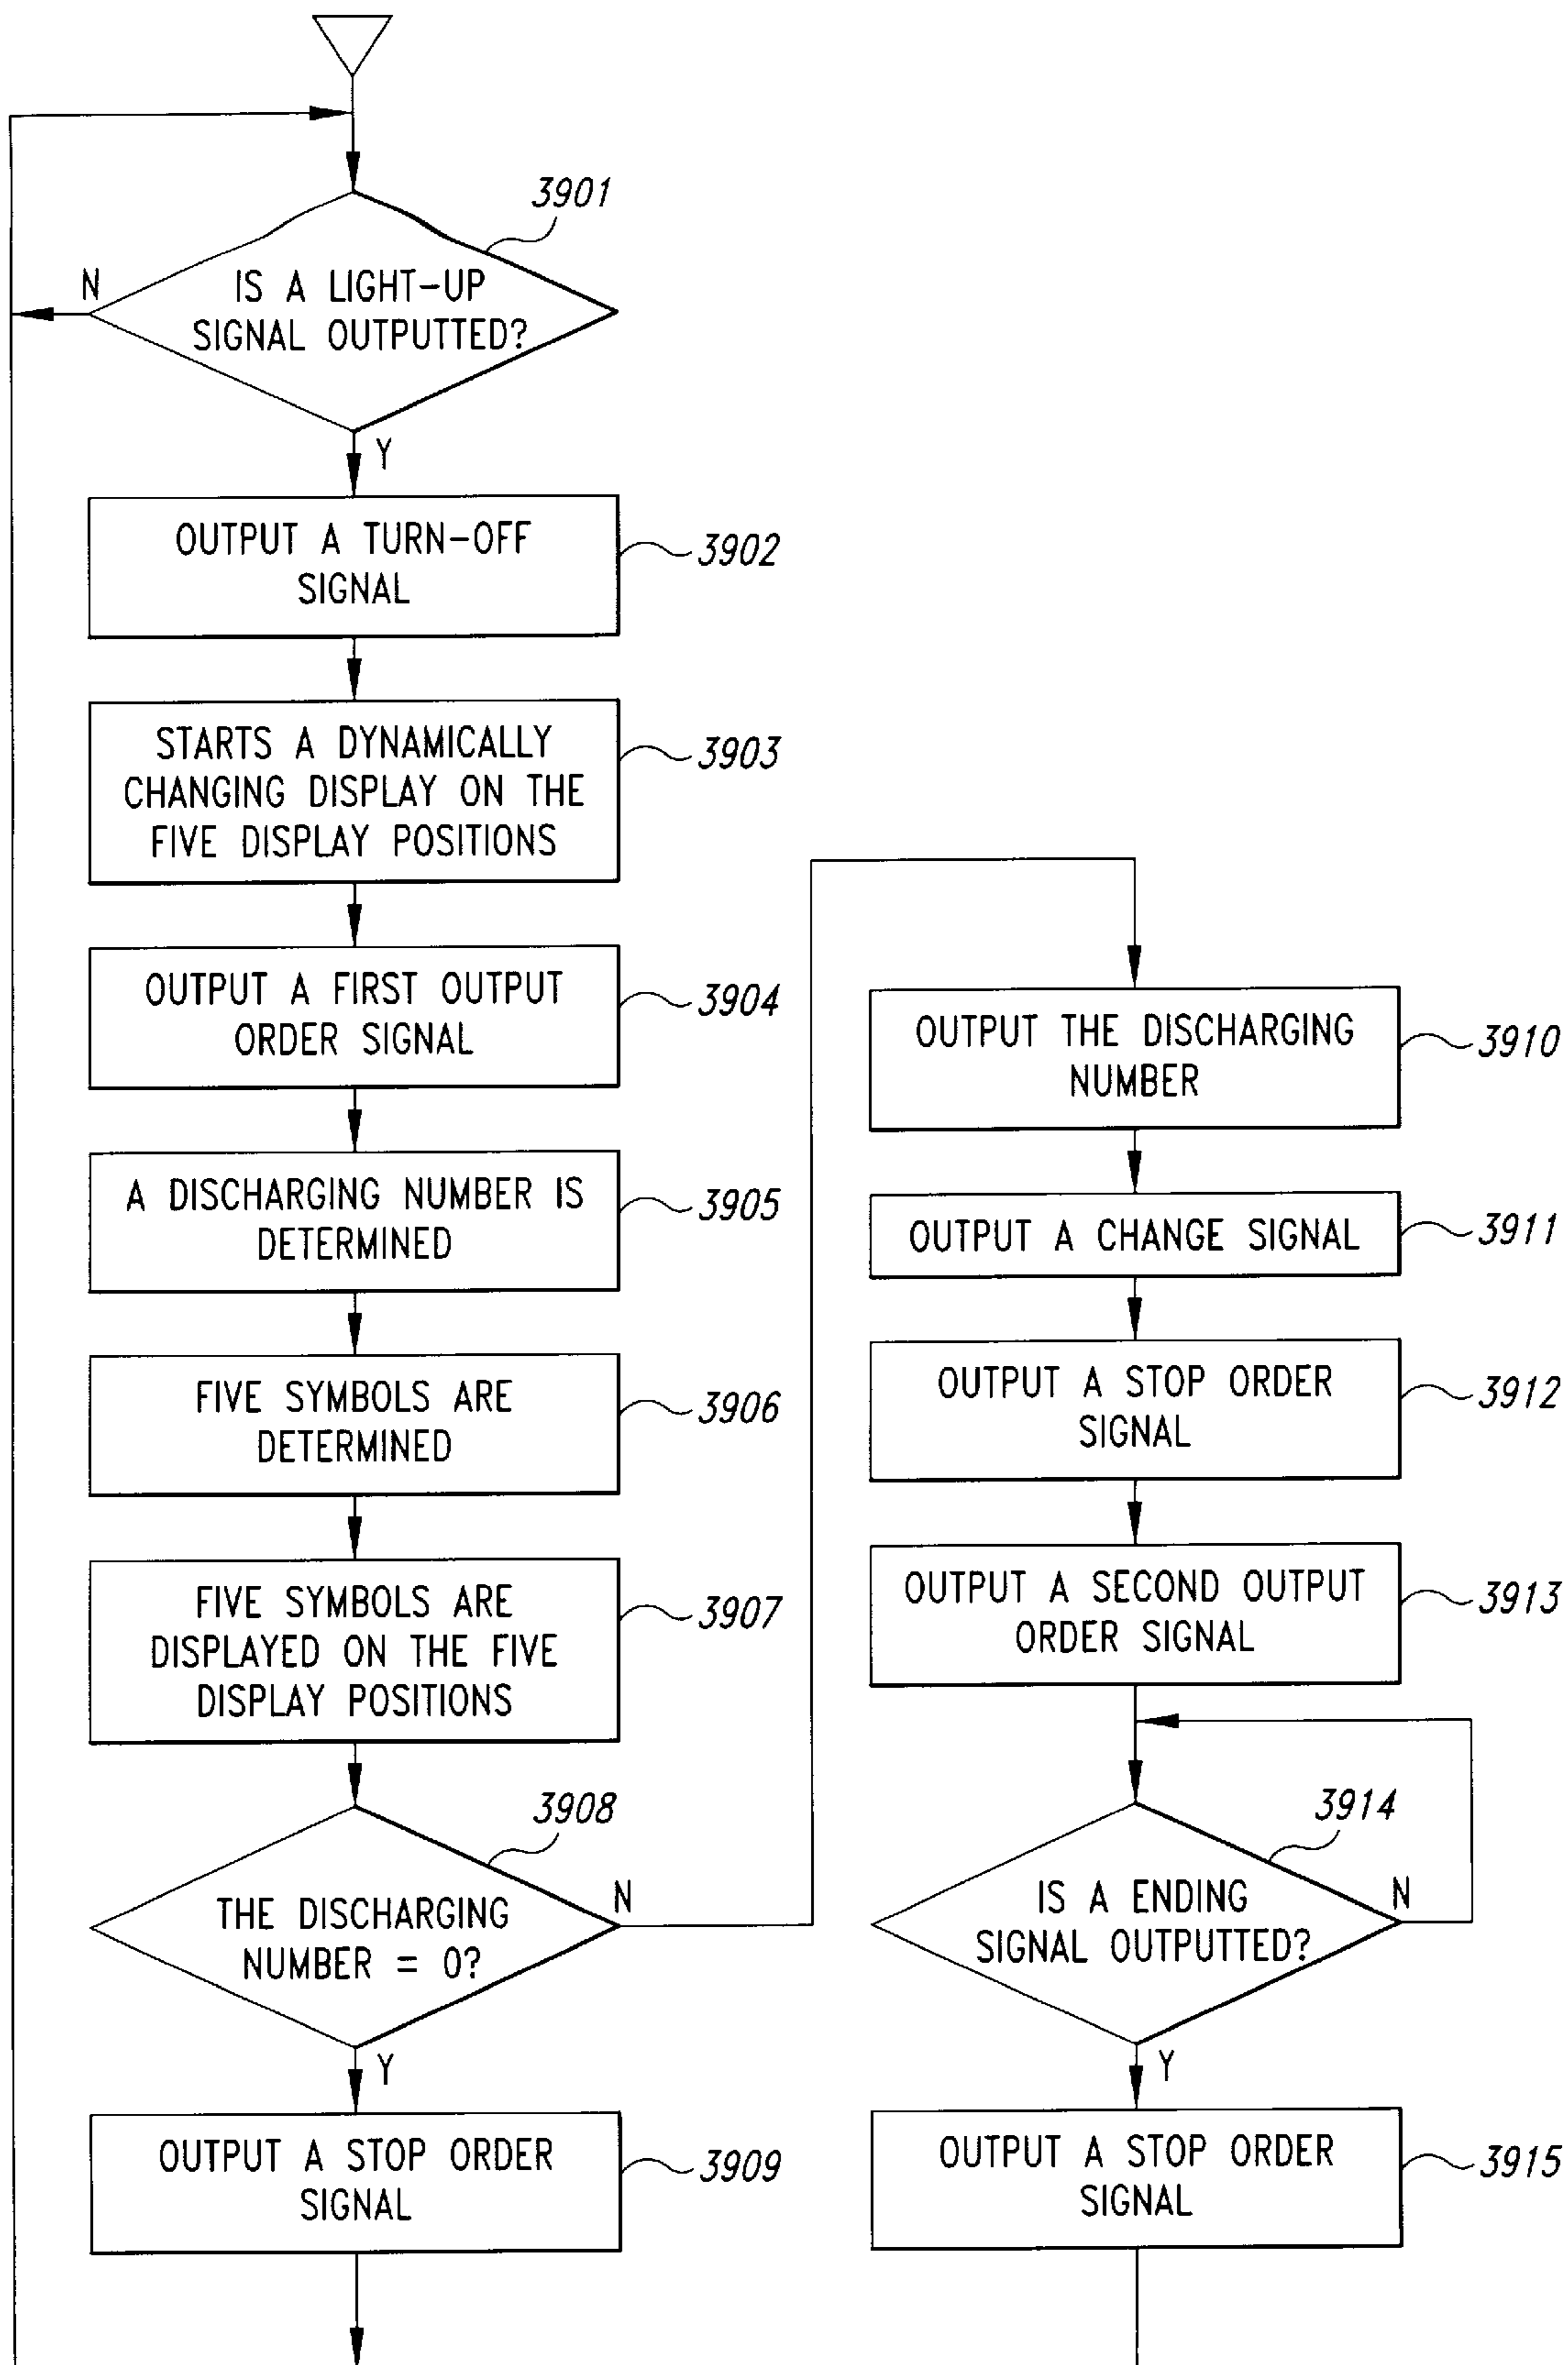 3901
IS A LIGHT-UP
SIGNAL OUTPUTTED?
N
Y
OUTPUT A TURN-OFF
SIGNAL
3902
STARTS A DYNAMICALLY
CHANGING DISPLAY ON THE
FIVE DISPLAY POSITIONS
3903
OUTPUT A FIRST OUTPUT
ORDER SIGNAL
3904
A DISCHARGING NUMBER IS
DETERMINED
3905
FIVE SYMBOLS ARE
DETERMINED
3906
FIVE SYMBOLS ARE
DISPLAYED ON THE FIVE
DISPLAY POSITIONS
3907
3908
THE DISCHARGING
NUMBER = 0?
N
Y
OUTPUT A STOP ORDER
SIGNAL
3909
OUTPUT THE DISCHARGING
NUMBER
3910
OUTPUT A CHANGE SIGNAL
3911
OUTPUT A STOP ORDER
SIGNAL
3912
OUTPUT A SECOND OUTPUT
ORDER SIGNAL
3913
3914
IS A ENDING
SIGNAL OUTPUTTED?
N
Y
OUTPUT A STOP ORDER
SIGNAL
3915